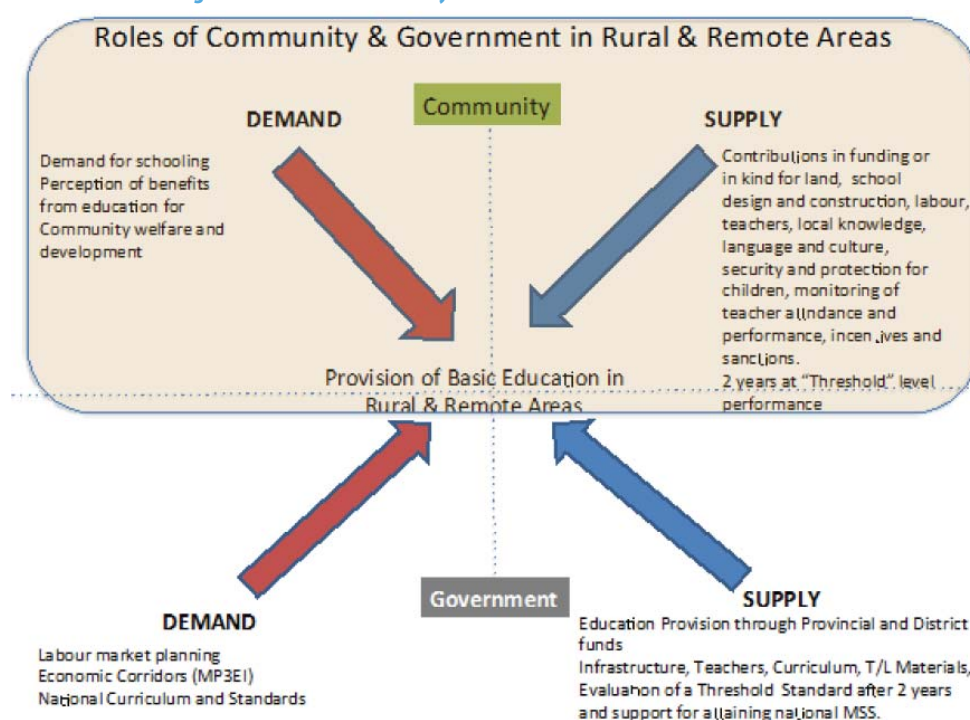 Roles of Community & Government in Rural & Remote Areas
Community
DEMAND
Demand for schooling
Perception of benefits
from education for
Community welfare and
development
SUPPLY
Contributions in funding or
in kind for land, school
design and construction, labour,
teachers, local knowledge,
language and culture,
security and protection for
children, monitoring of
teacher and
performance, and
sanctions.
2 years at "Threshold" level
performance
Provision of Basic Education in
Rural & Remote Areas
Government
DEMAND
Labour market planning
Economic Corridors (MP3EI)
National Curriculum and Standards
SUPPLY
Education Provision through Provincial and District
funds
Infrastructure, Teachers, Curriculum, T/L Materials,
Evaluation of a Threshold Standard after 2 years
and support for attaining national MSS.